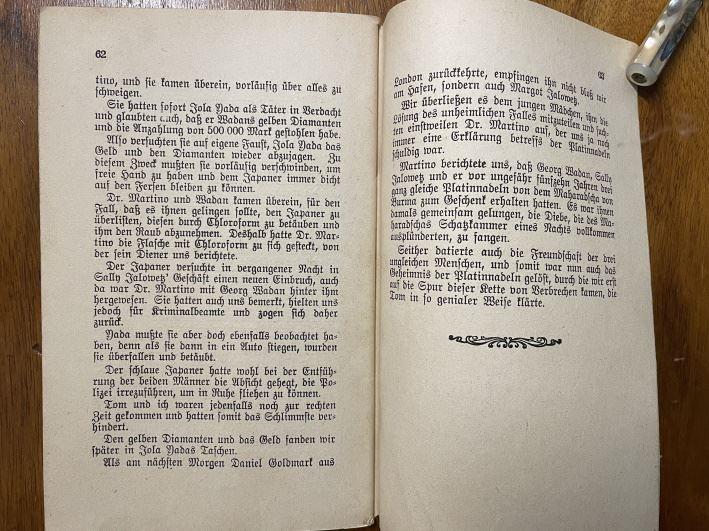 62
tino, und sie kamen überein, vorläufig über alles zu
schweigen.
Sie hatten sofort Jola Yada als Täter in Verdacht
und glaubten auch, daß er Wadans gelben Diamanten
und die Anzahlung von 500 000 Mark gestohlen habe.
Also versuchten sie auf eigene Faust, Jola Yada das
Geld und den Diamanten wieder abzujagen. Zu
diesem Zweck mußten sie vorläufig verschwinden, um
freie Hand zu haben und dem Japaner immer dicht
auf den Fersen bleiben zu können.
Dr. Martino und Wadan kamen überein, für den
Fall, daß es ihnen gelingen sollte, den Japaner zu
überlisten, diesen durch Chloroform zu betäuben und
ihm den Raub abzunehmen. Deshalb hatte Dr. Mar-
tino die Flasche mit Chloroform zu sich gesteckt, von
der sein Diener uns berichtete.
Der Japaner versuchte in vergangener Nacht in
Sally Jalowetz' Geschäft einen neuen Einbruch, auch
da war Dr. Martino mit Georg Wadan hinter ihm
hergewesen. Sie hatten auch uns bemerkt, hielten uns
jedoch für Kriminalbeamte und zogen sich daher
zurück.
Yada mußte sie aber doch ebenfalls beobachtet ha-
ben, denn als sie dann in ein Auto stiegen, wurden
sie überfallen und betäubt.
Der schlaue Japaner hatte wohl bei der Entfüh-
rung der beiden Männer die Absicht gehegt, die Po-
lizei irrezuführen, um in Ruhe fliehen zu können.
Tom und ich waren jedenfalls noch zur rechten
Zeit gekommen und hatten somit das Schlimmste ver-
hindert.
Den gelben Diamanten und das Geld fanden wir
später in Jola Yadas Taschen.
Als am nächsten Morgen Daniel Goldmark aus
63
London zurückkehrte, empfingen ihn nicht bloß wir
am Hafen, sondern auch Margot Jalowetz.
Wir überließen es dem jungen Mädchen, ihm die
Lösung des unheimlichen Falles mitzuteilen und such-
ten einstweilen Dr. Martino auf, der uns ja noch
immer eine Erklärung betreffs der Platinnadeln
schuldig war.
Martino berichtete uns, daß Georg Wadan, Sally
Jalowetz und er vor ungefähr fünfzehn Jahren drei
ganz gleiche Platinnadeln von dem Maharadscha von
Burma zum Geschenk erhalten hatten. Es war ihnen
damals gemeinsam gelungen, die Diebe, die des Ma-
haradschas Schatzkammer eines Nachts vollkommen
ausplünderten, zu fangen.
Seither datierte auch die Freundschaft der drei
ungleichen Menschen, und somit war nun auch das
Geheimnis der Platinnadeln gelöst, durch die wir erst
auf die Spur dieser Kette von Verbrechen kamen, die
Tom in so genialer Weise klärte.